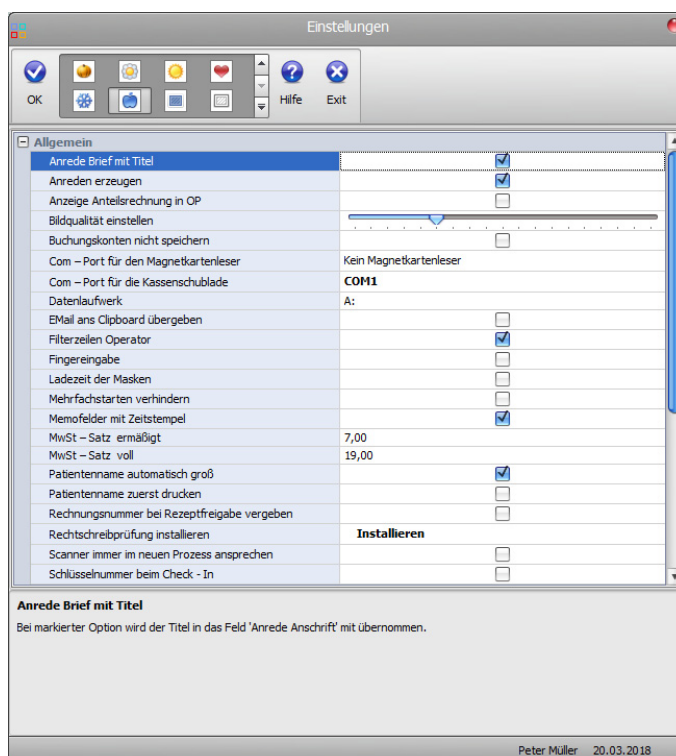 Einstellungen
OK
Hilfe
Exit
Allgemein
Anrede Brief mit Titel
Anreden erzeugen
Anzeige Anteilsrechnung in OP
Bildqualität einstellen
Buchungskonten nicht speichern
Com – Port für den Magnetkartenleser Kein Magnetkartenleser
Com – Port für die Kassenschublade COM1
Datenlaufwerk A:
EMail ans Clipboard übergeben
Filterzeilen Operator
Fingereingabe
Ladezeit der Masken
Mehrfachstarten verhindern
Memofelder mit Zeitstempel
MwSt – Satz ermäßigt 7,00
MwSt – Satz voll 19,00
Patientenname automatisch groß
Patientenname zuerst drucken
Rechnungsnummer bei Rezeptfreigabe vergeben
Rechtschreibprüfung installieren Installieren
Scanner immer im neuen Prozess ansprechen
Schlüsselnummer beim Check - In
Anrede Brief mit Titel
Bei markierter Option wird der Titel in das Feld 'Anrede Anschrift' mit übernommen.
Peter Müller 20.03.2018